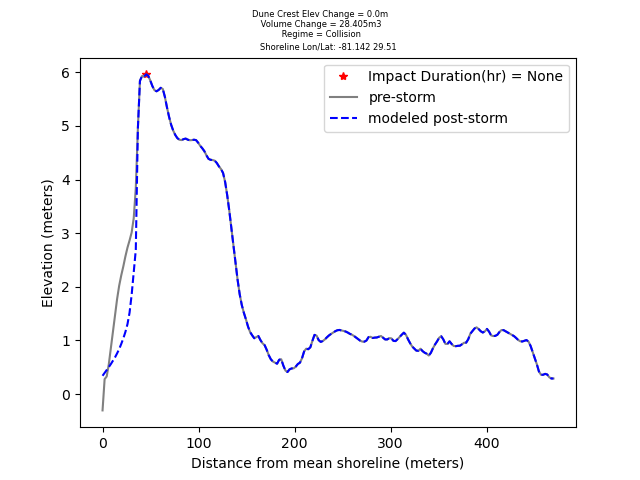 Dune Crest Elev Change = 0.0m
Volume Change = 28.405m3
Regime = Collision
Shoreline Lon/Lat: -81.142 29.51
Impact Duration(hr) = None
pre-storm
modeled post-storm
Elevation (meters)
6
5
4
3
2
1
0
0 100 200 300 400
Distance from mean shoreline (meters)